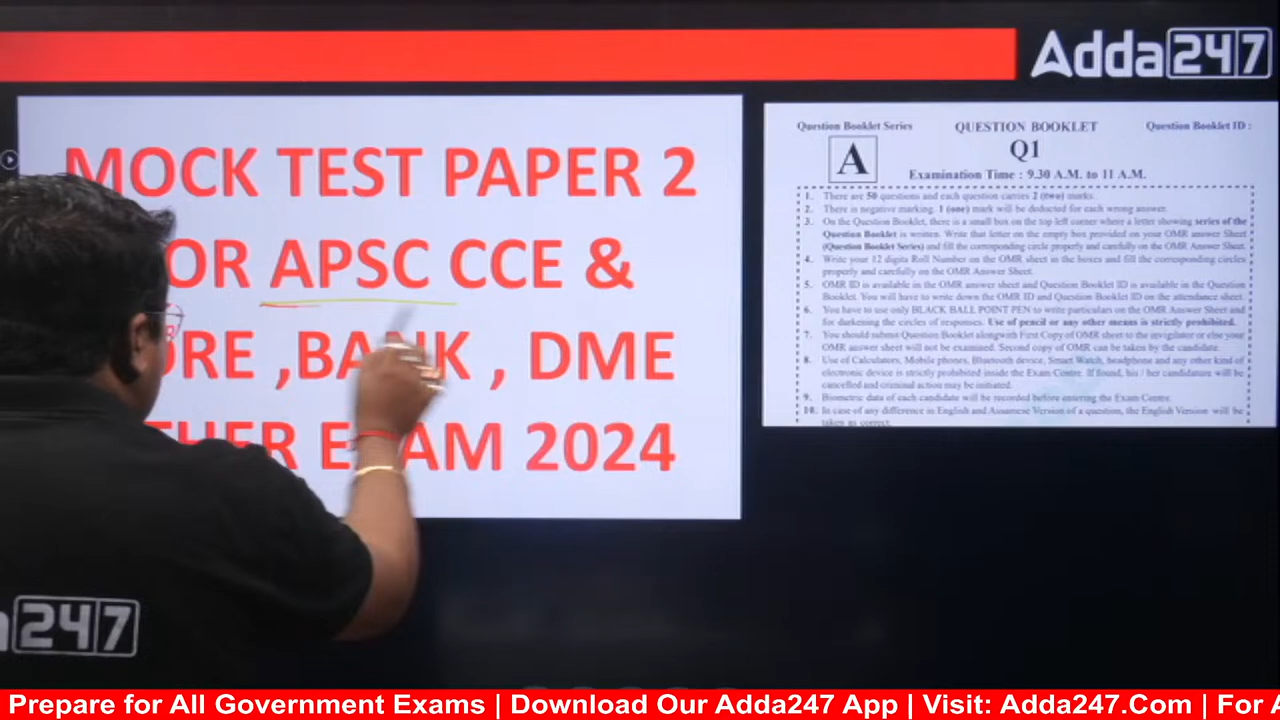 Adda247
MOCK TEST PAPER 2
OR APSC CCE &
ORE ,BANK , DME
THER EXAM 2024
Question Booklet Series
QUESTION BOOKLET
Question Booklet ID :
A
Q1
Examination Time : 9.30 A.M. to 11 A.M.
1. There are 50 questions and each question carries 2 (two) marks.
2. There is negative marking. 1 (one) mark will be deducted for each wrong answer.
3. On the Question Booklet, there is a small box on the top left corner where a letter showing series of the
Question Booklet is written. Write that letter on the empty box provided on your OMR answer Sheet
(Question Booklet Series) and fill the corresponding circle properly and carefully on the OMR Answer Sheet.
4. Write your 12 digits Roll Number on the OMR sheet in the boxes and fill the corresponding circles
properly and carefully on the OMR Answer Sheet.
5. OMR ID is available in the OMR answer sheet and Question Booklet ID is available in the Question
Booklet. You will have to write down the OMR ID and Question Booklet ID on the attendance sheet.
6. You have to use only BLACK BALL POINT PEN to write particulars on the OMR Answer Sheet and
for darkening the circles of responses. Use of pencil or any other means is strictly prohibited.
7. You should submit Question Booklet alongwith First Copy of OMR sheet to the invigilator or else your
OMR answer sheet will not be examined. Second copy of OMR can be taken by the candidate.
8. Use of Calculators, Mobile phones, Bluetooth device, Smart Watch, headphone and any other kind of
electronic device is strictly prohibited inside the Exam Centre. If found, his / her candidature will be
cancelled and criminal action may be initiated.
9. Biometric data of each candidate will be recorded before entering the Exam Centre.
10. In case of any difference in English and Assamese Version of a question, the English Version will be
taken as correct.
247
Prepare for All Government Exams | Download Our Adda247 App | Visit: Adda247.Com | For A